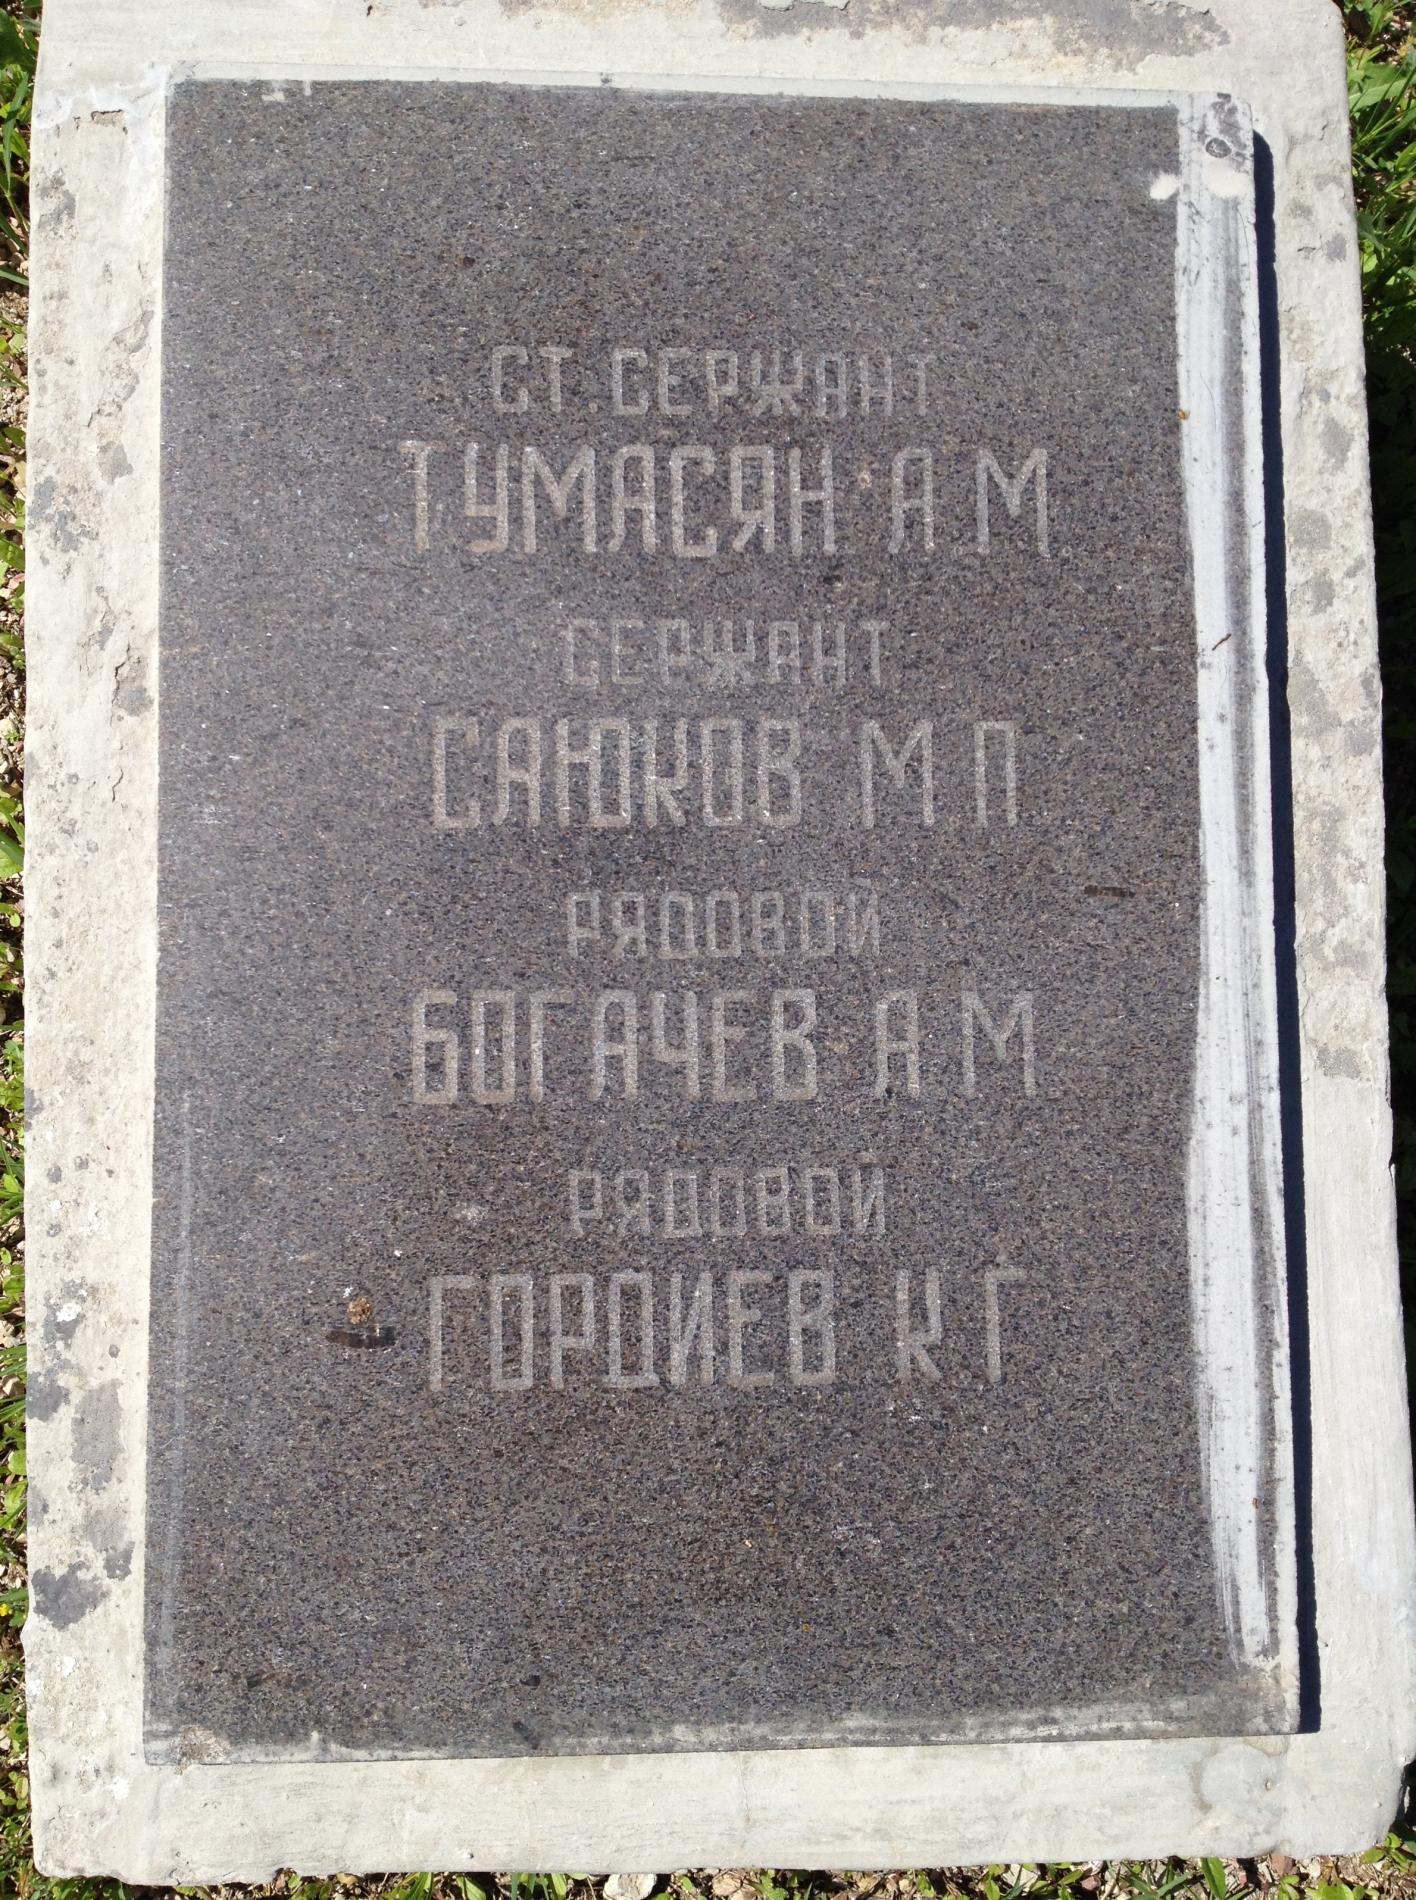 СТ. СЕРЖАНТ
ТУМАСЯН А М
СЕРЖАНТ
САЮКОВ М П
РЯДОВОЙ
БОГАЧЕВ А М
РЯДОВОЙ
ГОРДИЕВ К Г